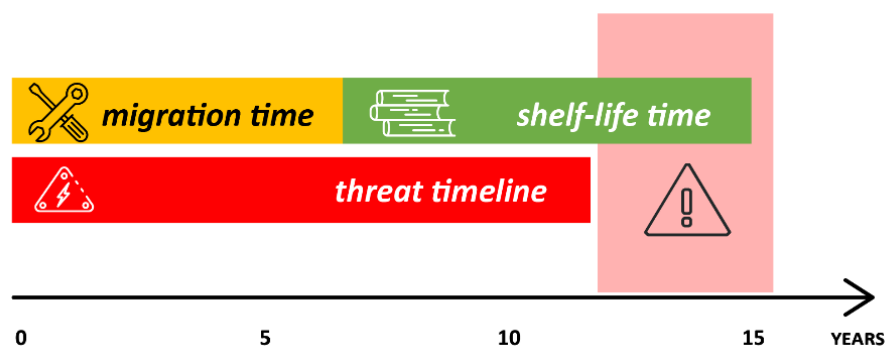 migration time
shelf-life time
threat timeline
0
5
10
15
YEARS